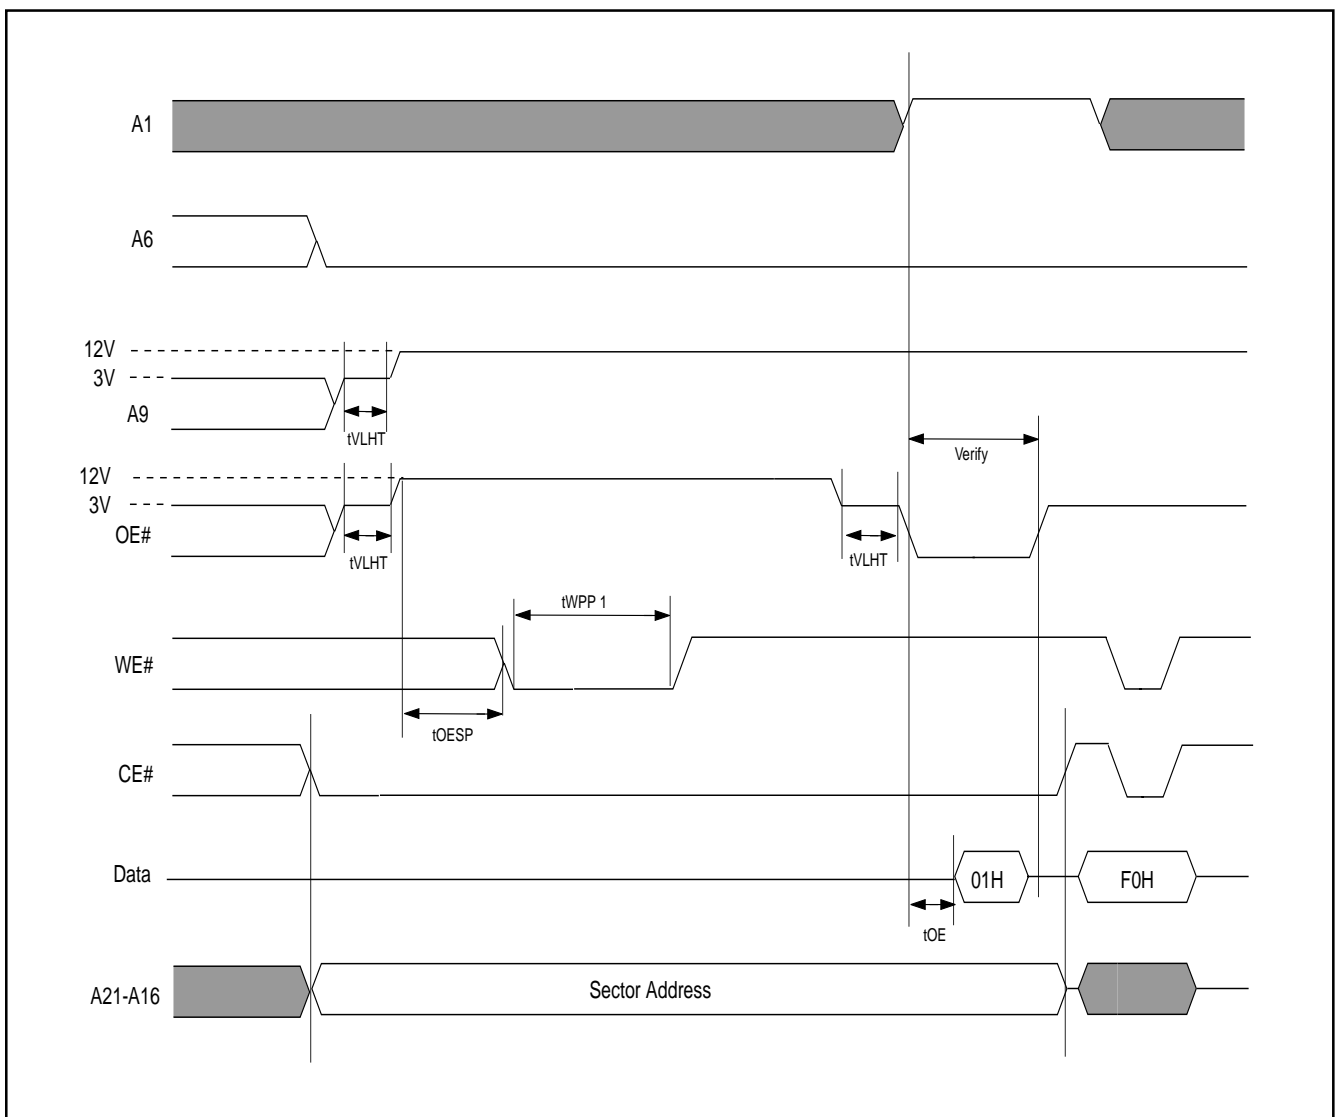 A1
A6
12V
3V
A9
tVLHT
Verify
12V
3V
OE#
tVLHT
tVLHT
tWPP 1
WE#
tOESP
CE#
Data
01H
F0H
tOE
A21-A16
Sector Address